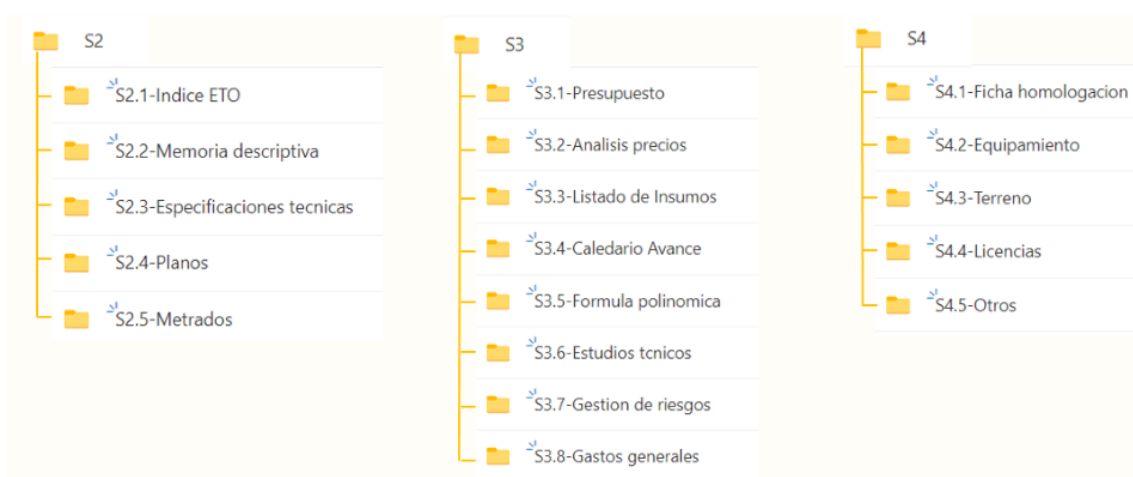 S2
S2.1-Indice ETO
S2.2-Memoria descriptiva
S2.3-Especificaciones tecnicas
S2.4-Planos
S2.5-Metrados
S3
S3.1-Presupuesto
S3.2-Analisis precios
S3.3-Listado de Insumos
S3.4-Caledario Avance
S3.5-Formula polinomica
S3.6-Estudios tcnicos
S3.7-Gestion de riesgos
S3.8-Gastos generales
S4
S4.1-Ficha homologacion
S4.2-Equipamiento
S4.3-Terreno
S4.4-Licencias
S4.5-Otros